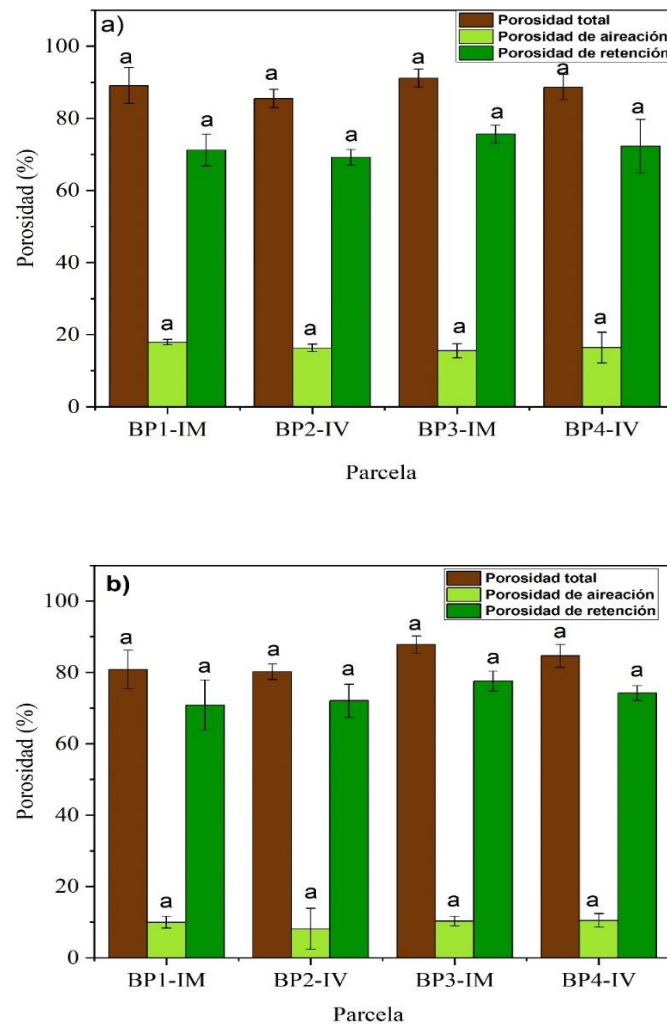 a)
Porosidad total
Porosidad de aireación
Porosidad de retención
100
80
60
40
20
0
Porosidad (%)
a a a a a a a a a a a a
BP1-IM BP2-IV BP3-IM BP4-IV
Parcela
b)
Porosidad total
Porosidad de aireación
Porosidad de retención
100
80
60
40
20
0
Porosidad (%)
a a a a a a a a a a a a
BP1-IM BP2-IV BP3-IM BP4-IV
Parcela